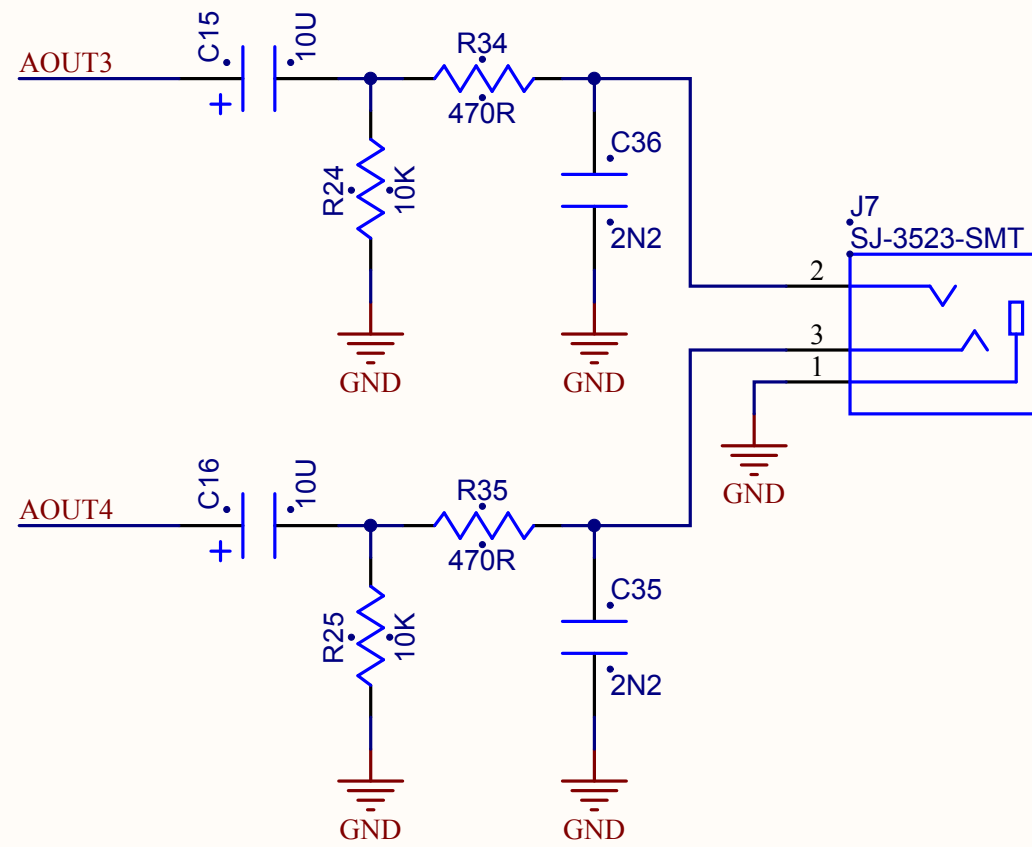 AOUT3
C15
10U
+
R34
470R
R24
10K
C36
2N2
GND
GND
J7
SJ-3523-SMT
2
3
1
GND
AOUT4
C16
10U
+
R35
470R
R25
10K
C35
2N2
GND
GND